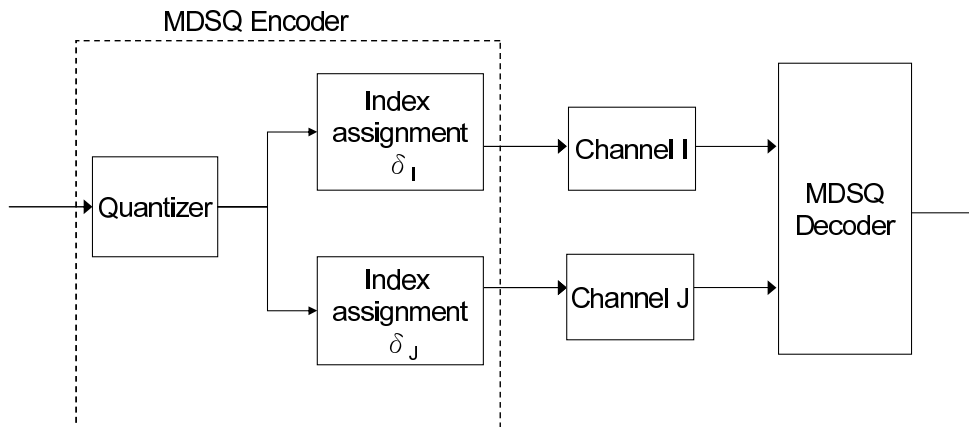 MDSQ Encoder
Index
assignment
δ I
Quantizer
Index
assignment
δ J
Channel I
Channel J
MDSQ
Decoder